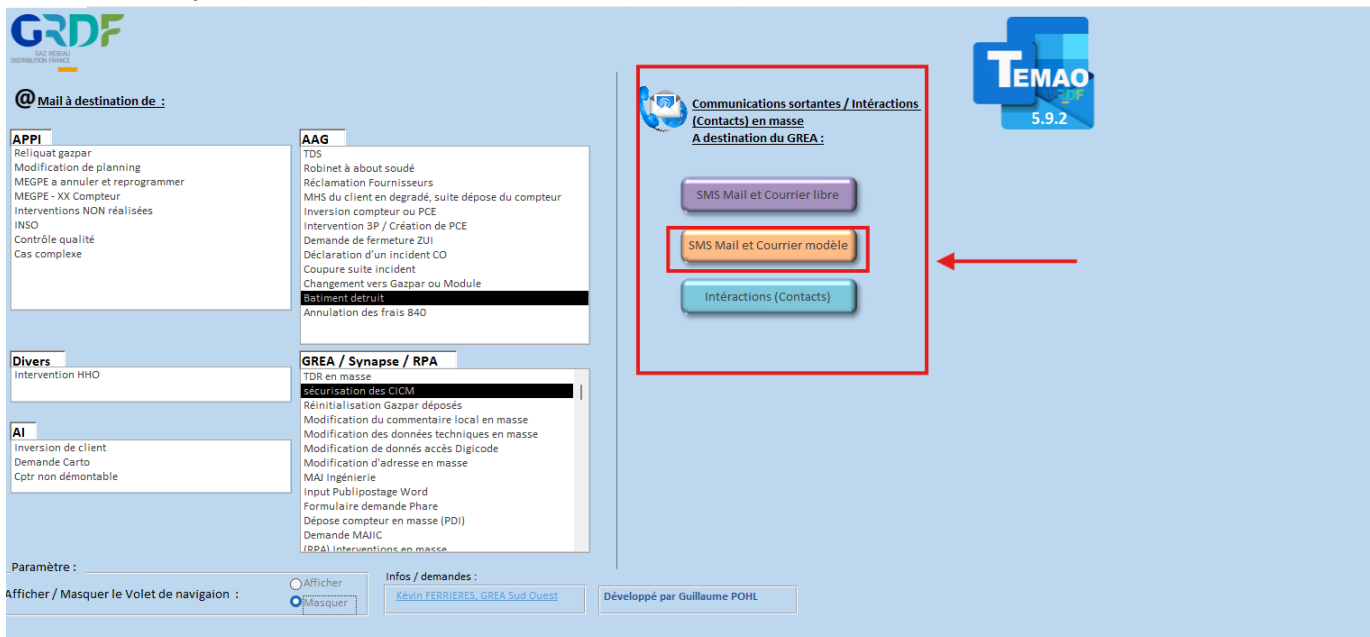 GRDF
GAZ RÉSEAU
DISTRIBUTION FRANCE
@ Mail à destination de :
APPI
Reliquat gazpar
Modification de planning
MEGPE a annuler et reprogrammer
MEGPE - XX Compteur
Interventions NON réalisées
INSO
Contrôle qualité
Cas complexe
AAG
TDS
Robinet à about soudé
Réclamation Fournisseurs
MHS du client en degradé, suite dépose du compteur
Inversion compteur ou PCE
Intervention 3P / Création de PCE
Demande de fermeture ZUI
Déclaration d'un incident CO
Coupure suite incident
Changement vers Gazpar ou Module
Batiment detruit
Annulation des frais 840
Divers
Intervention HHO
AI
Inversion de client
Demande Carto
Cptr non démontable
GREA / Synapse / RPA
TDR en masse
sécurisation des CICM
Réinitialisation Gazpar déposés
Modification du commentaire local en masse
Modification des données techniques en masse
Modification de donnés accès Digicode
Modification d'adresse en masse
MAJ Ingénierie
Input Publipostage Word
Formulaire demande Phare
Dépose compteur en masse (PDI)
Demande MAJIC
(RPA) Interventions en masse
Communications sortantes / Intéractions
(Contacts) en masse
A destination du GREA :
SMS Mail et Courrier libre
SMS Mail et Courrier modèle
Intéractions (Contacts)
TEMAO
GRDF
5.9.2
Paramètre :
Afficher / Masquer le Volet de navigaion :
Afficher
Masquer
Infos / demandes :
Kévin FERRIERES, GREA Sud Ouest
Développé par Guillaume POHL